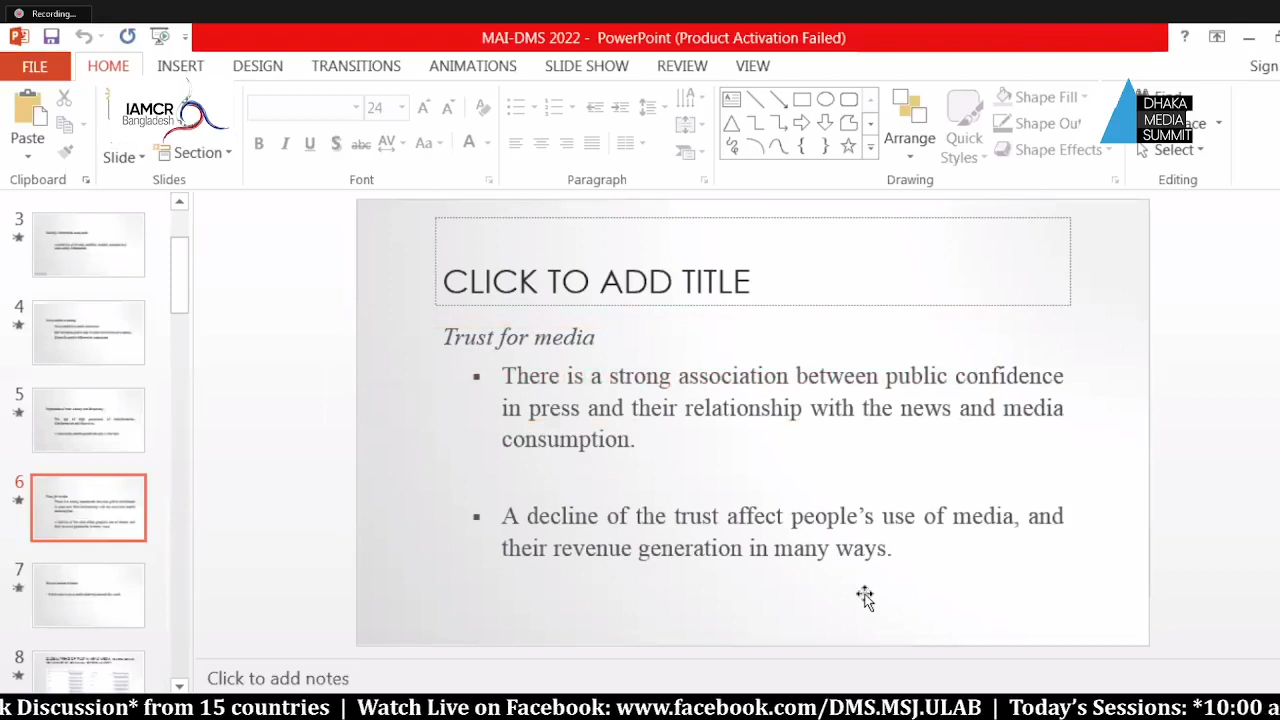 Recording...
MAI-DMS 2022 - PowerPoint (Product Activation Failed)
?
FILE HOME INSERT DESIGN TRANSITIONS ANIMATIONS SLIDE SHOW REVIEW VIEW Sign
IAMCR
Bangladesh
DHAKA
MEDIA
SUMMIT
Paste
Slide
Section
24
B I U S abc AV Aa A
Arrange
Quick
Styles
Shape Fill
Shape Out
Shape Effects
Select
Clipboard Slides Font Paragraph Drawing Editing
3
4
5
6
7
8
CLICK TO ADD TITLE
Trust for media
▪ There is a strong association between public confidence
in press and their relationship with the news and media
consumption.
▪ decline of the trust affect people's use of media, and
their revenue generation in many ways.
Click to add notes
k Discussion* from 15 countries | Watch Live on Facebook: www.facebook.com/DMS.MSJ.ULAB | Today's Sessions: *10:00 a